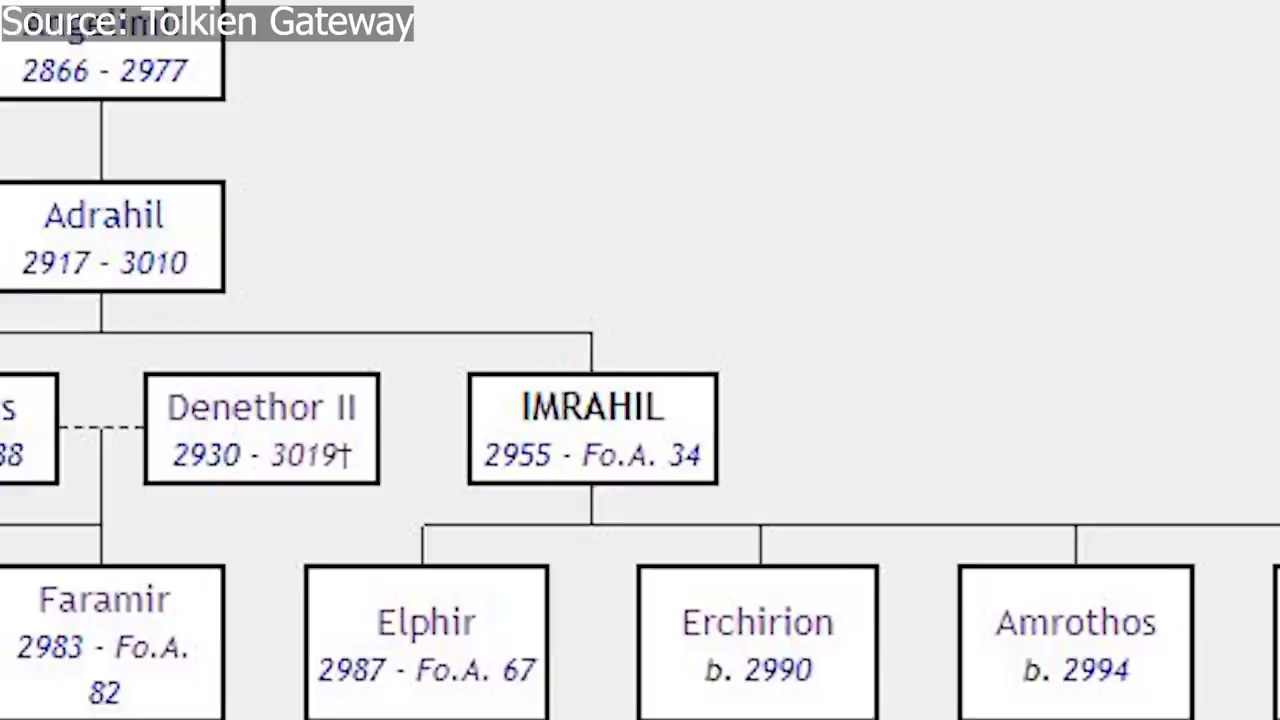 Source: Tolkien Gateway
2866 - 2977
Adrahil
2917 - 3010
s
38
Denethor II
2930 - 3019†
IMRAHIL
2955 - Fo.A. 34
Faramir
2983 - Fo.A.
82
Elphir
2987 - Fo.A. 67
Erchirion
b. 2990
Amrothos
b. 2994